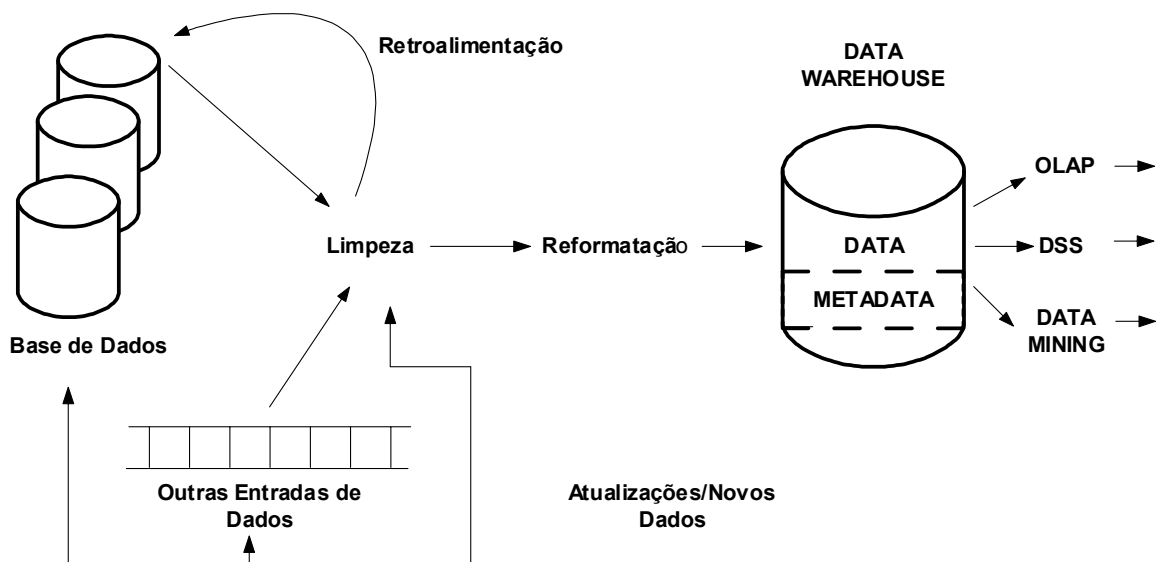 Retroalimentação
DATA
WAREHOUSE
OLAP
Limpeza
Reformatação
DATA
DSS
METADATA
DATA
MINING
Base de Dados
Outras Entradas de
Dados
Atualizações/Novos
Dados